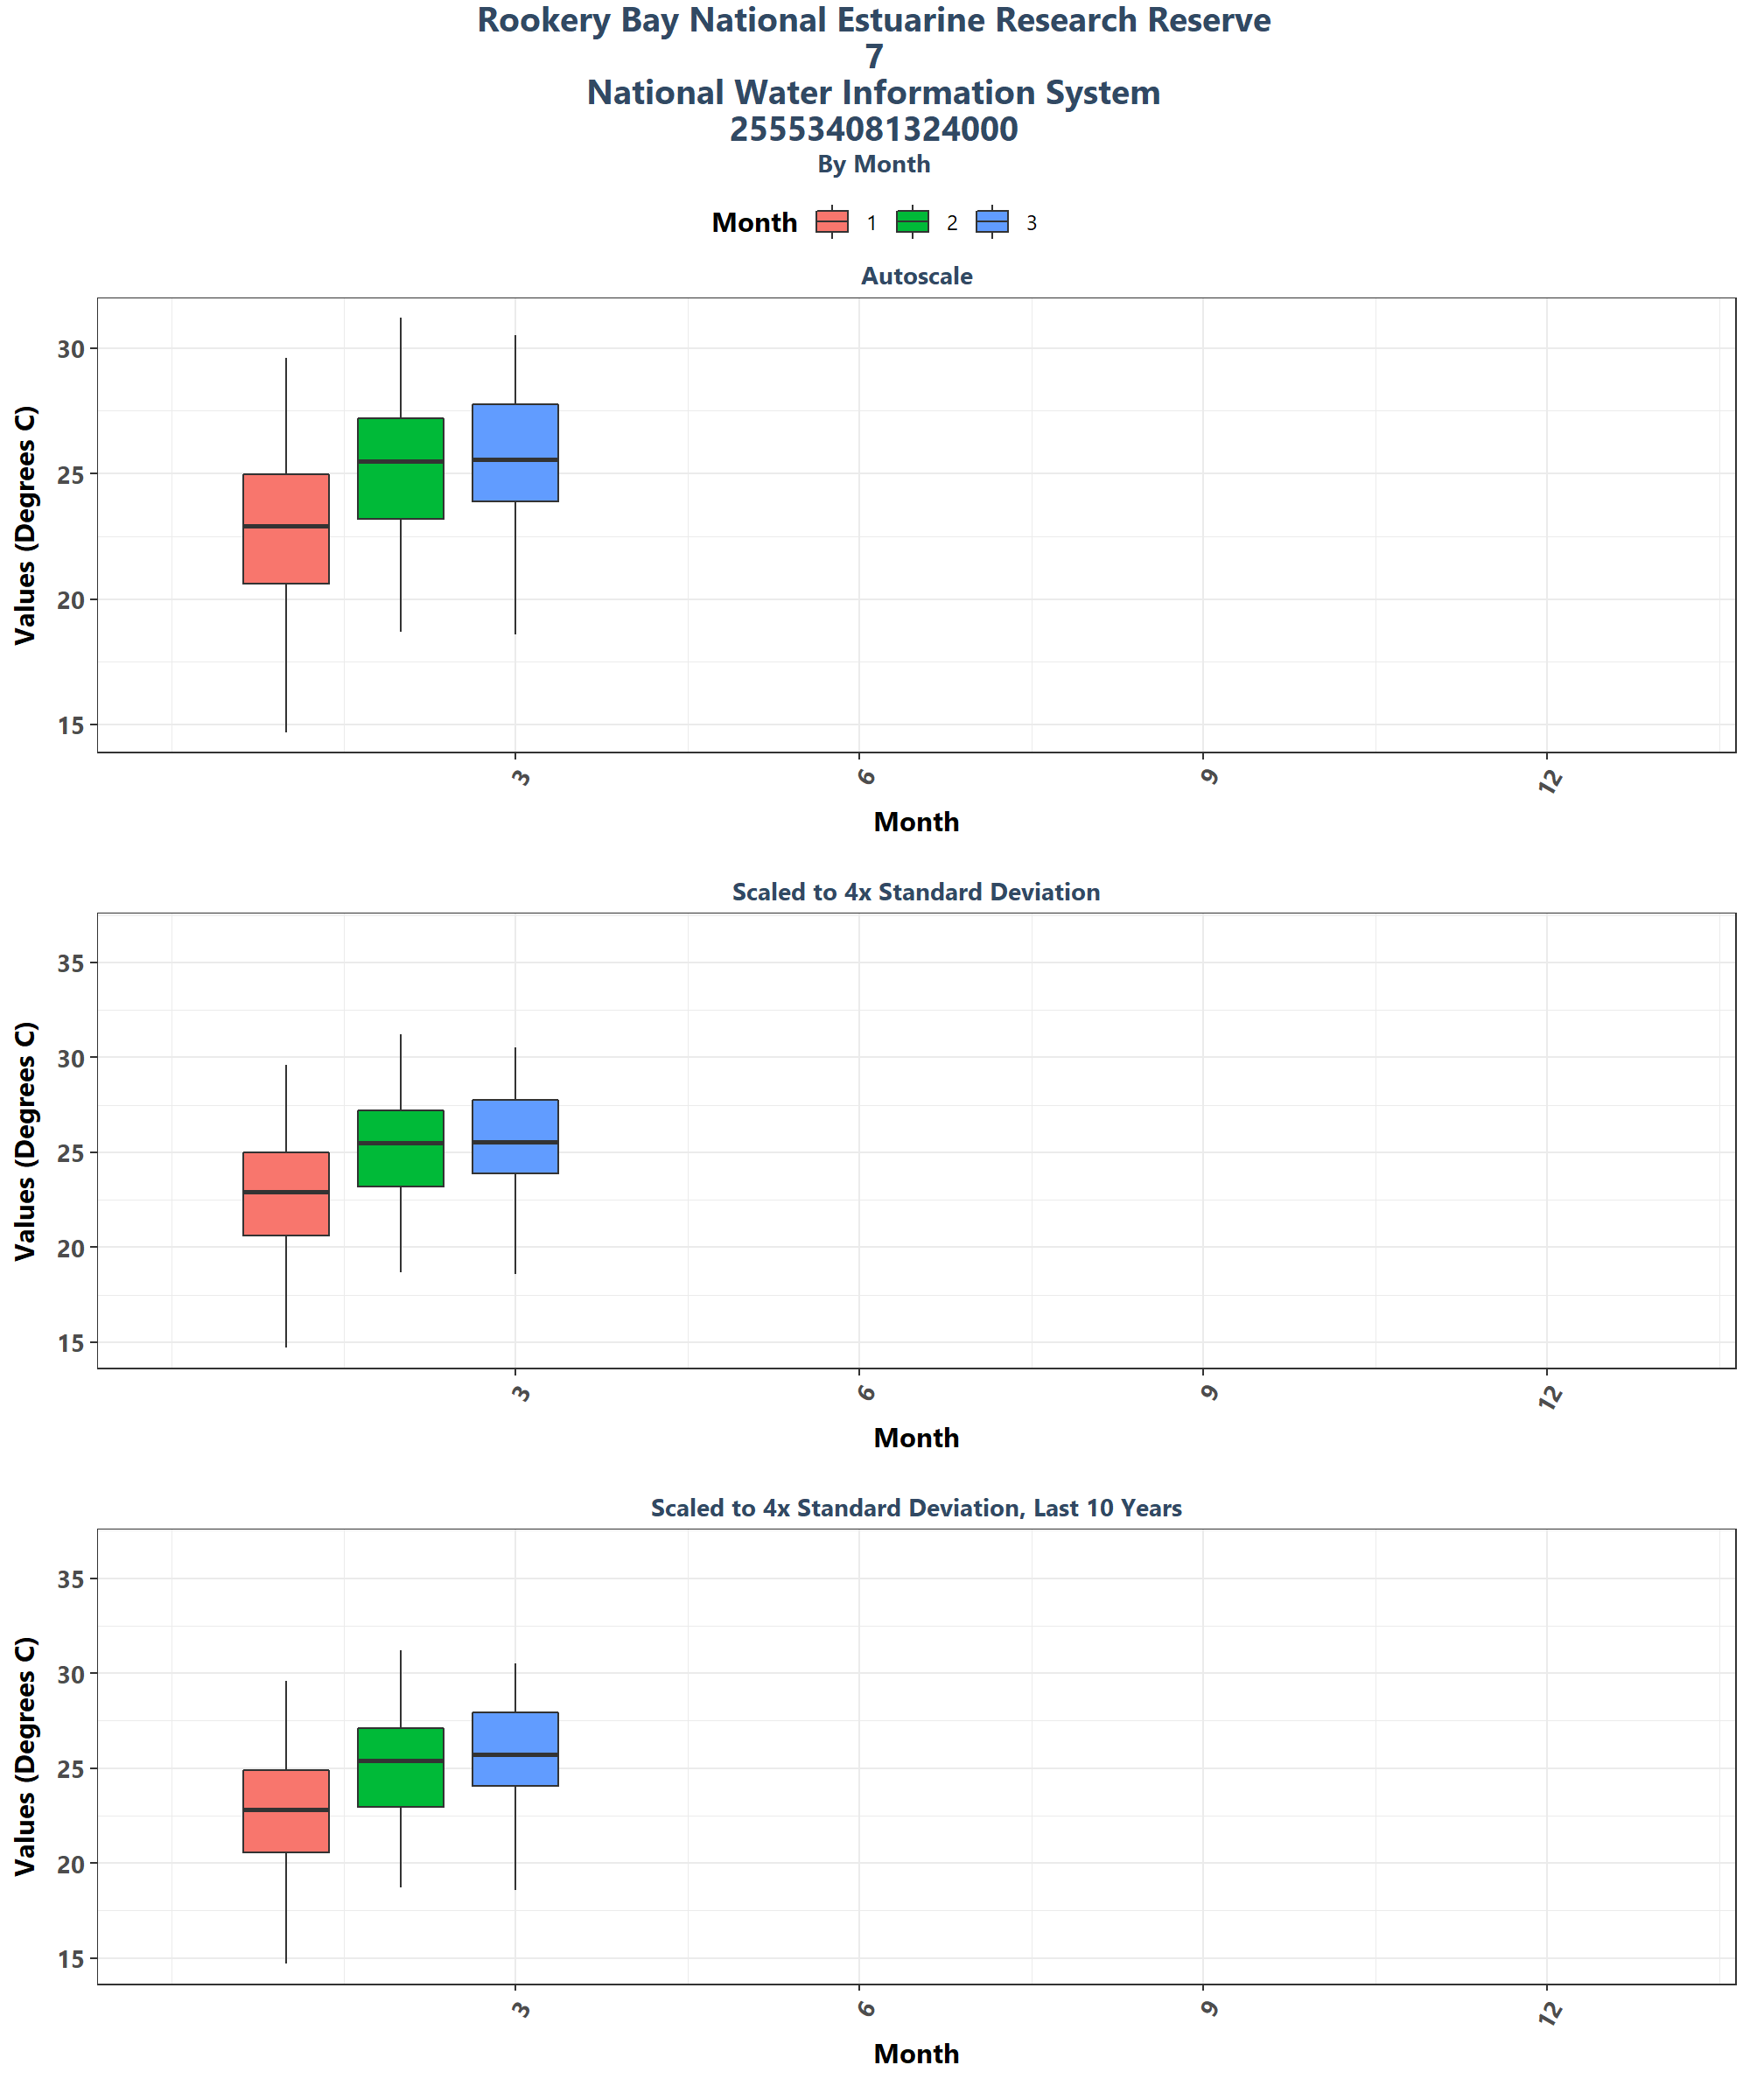 Rookery Bay National Estuarine Research Reserve
7
National Water Information System
255534081324000
By Month
Month 1 2 3
Autoscale
Values (Degrees C)
30
25
20
15
3 6 9 12
Month
Scaled to 4x Standard Deviation
Values (Degrees C)
35
30
25
20
15
3 6 9 12
Month
Scaled to 4x Standard Deviation, Last 10 Years
Values (Degrees C)
35
30
25
20
15
3 6 9 12
Month